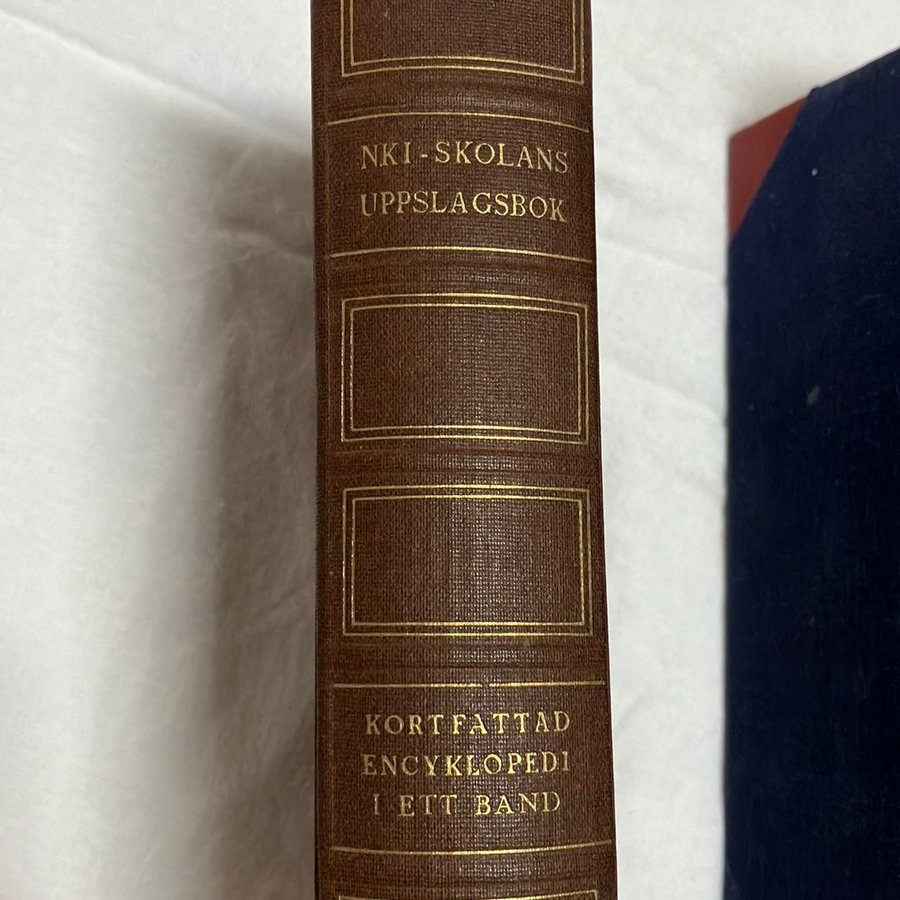 NKI-SKOLANS
UPPSLAGSBOK
KORTFATTAD
ENCYKLOPEDI
I ETT BAND